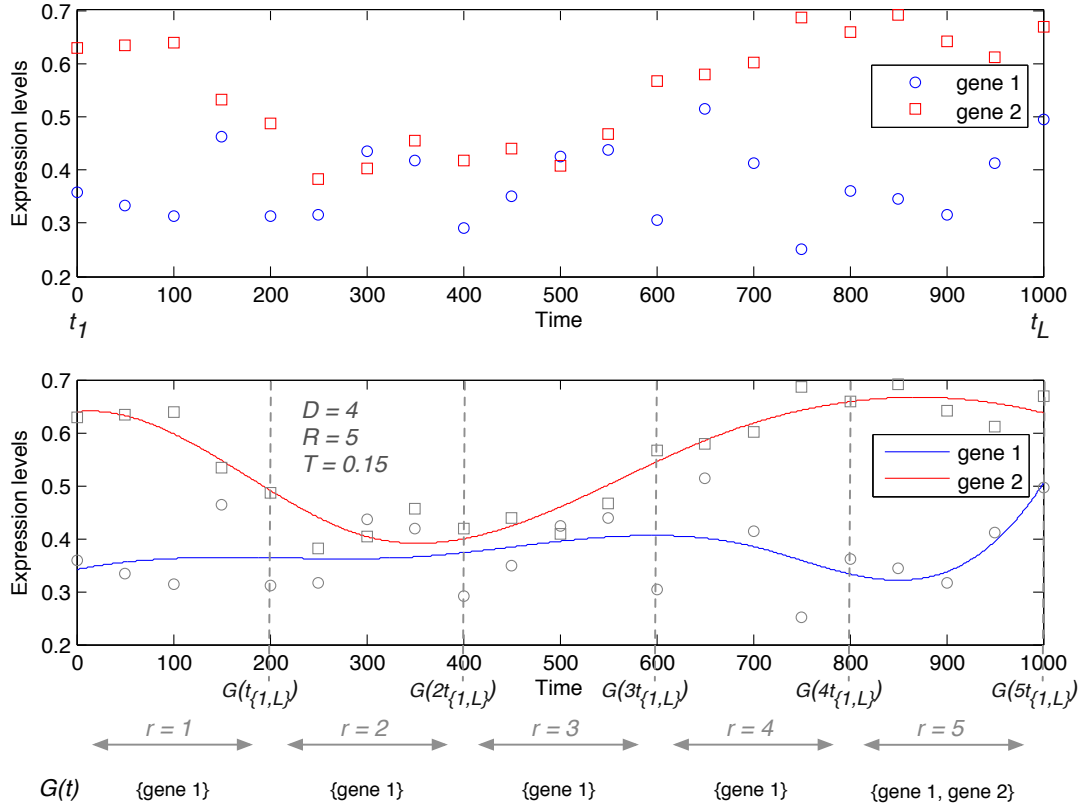 0.7
0.6
0.5
0.4
0.3
0.2
Expression levels
gene 1
gene 2
0 100 200 300 400 500 600 700 800 900 1000
t1 Time tL
0.7
0.6
0.5
0.4
0.3
0.2
Expression levels
D = 4
R = 5
T = 0.15
gene 1
gene 2
0 100 200 300 400 500 600 700 800 900 1000
G(t{1,L}) G(2t{1,L}) Time G(3t{1,L}) G(4t{1,L}) G(5t{1,L})
r = 1 r = 2 r = 3 r = 4 r = 5
G(t) {gene 1} {gene 1} {gene 1} {gene 1} {gene 1, gene 2}